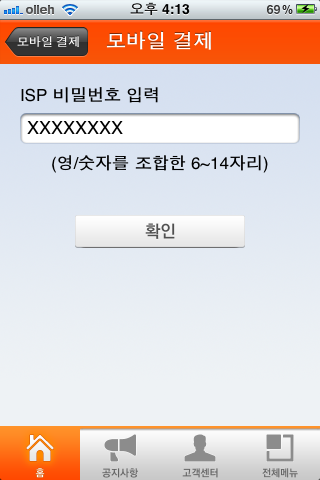 olleh 오후 4:13 69%
모바일 결제 모바일 결제
ISP 비밀번호 입력
XXXXXXXX
(영/숫자를 조합한 6~14자리)
확인
홈 공지사항 고객센터 전체메뉴